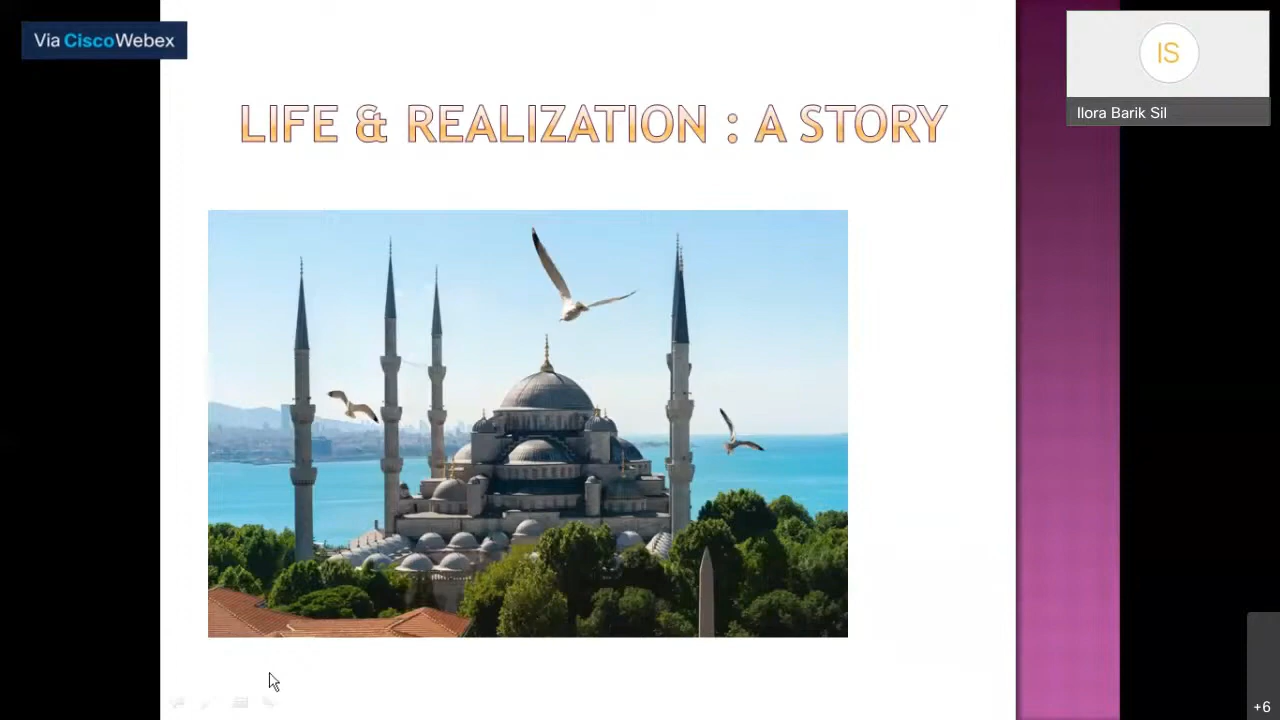 Via CiscoWebex
LIFE & REALIZATION : A STORY
IS
Ilora Barik Sil
+6